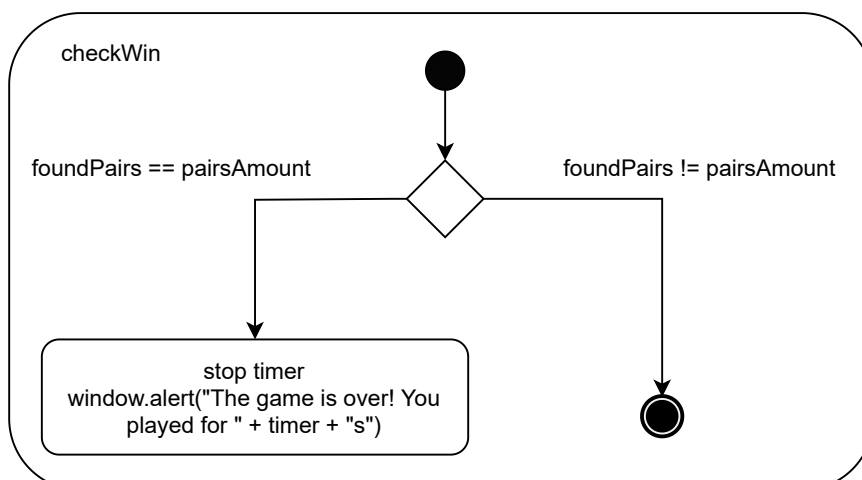 checkWin
foundPairs == pairsAmount
foundPairs != pairsAmount
stop timer
window.alert("The game is over! You
played for " + timer + "s")